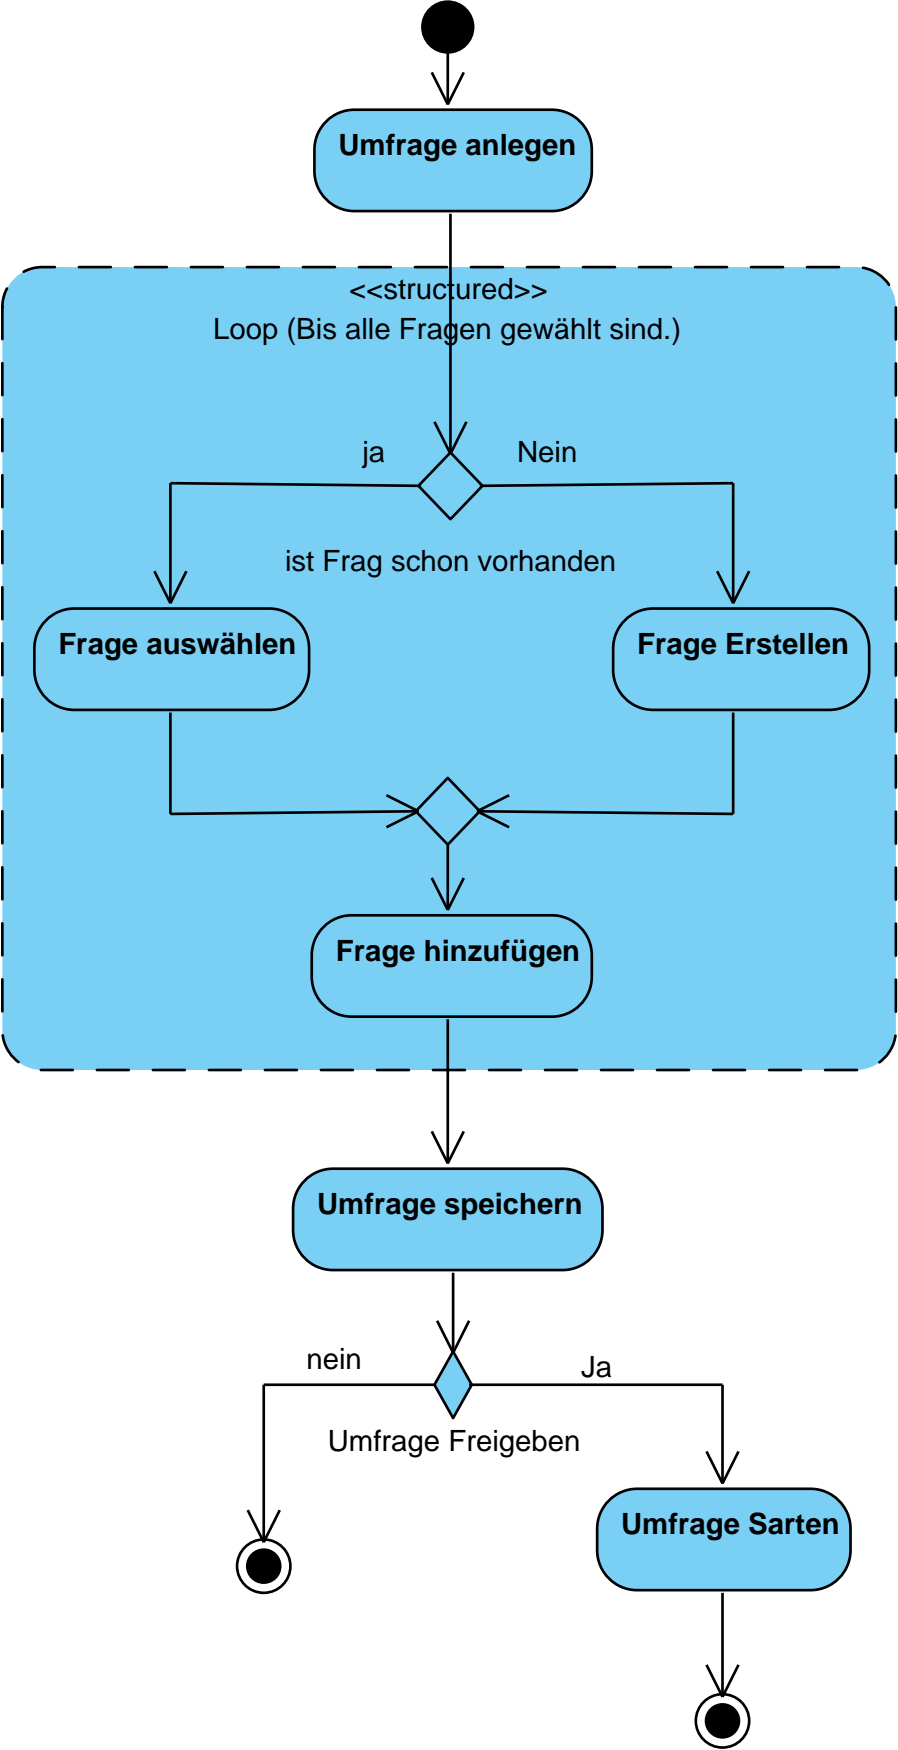 Umfrage anlegen
<<structured>>
Loop (Bis alle Fragen gewählt sind.)
ja
Nein
ist Frag schon vorhanden
Frage auswählen
Frage Erstellen
Frage hinzufügen
Umfrage speichern
nein
Ja
Umfrage Freigeben
Umfrage Sarten